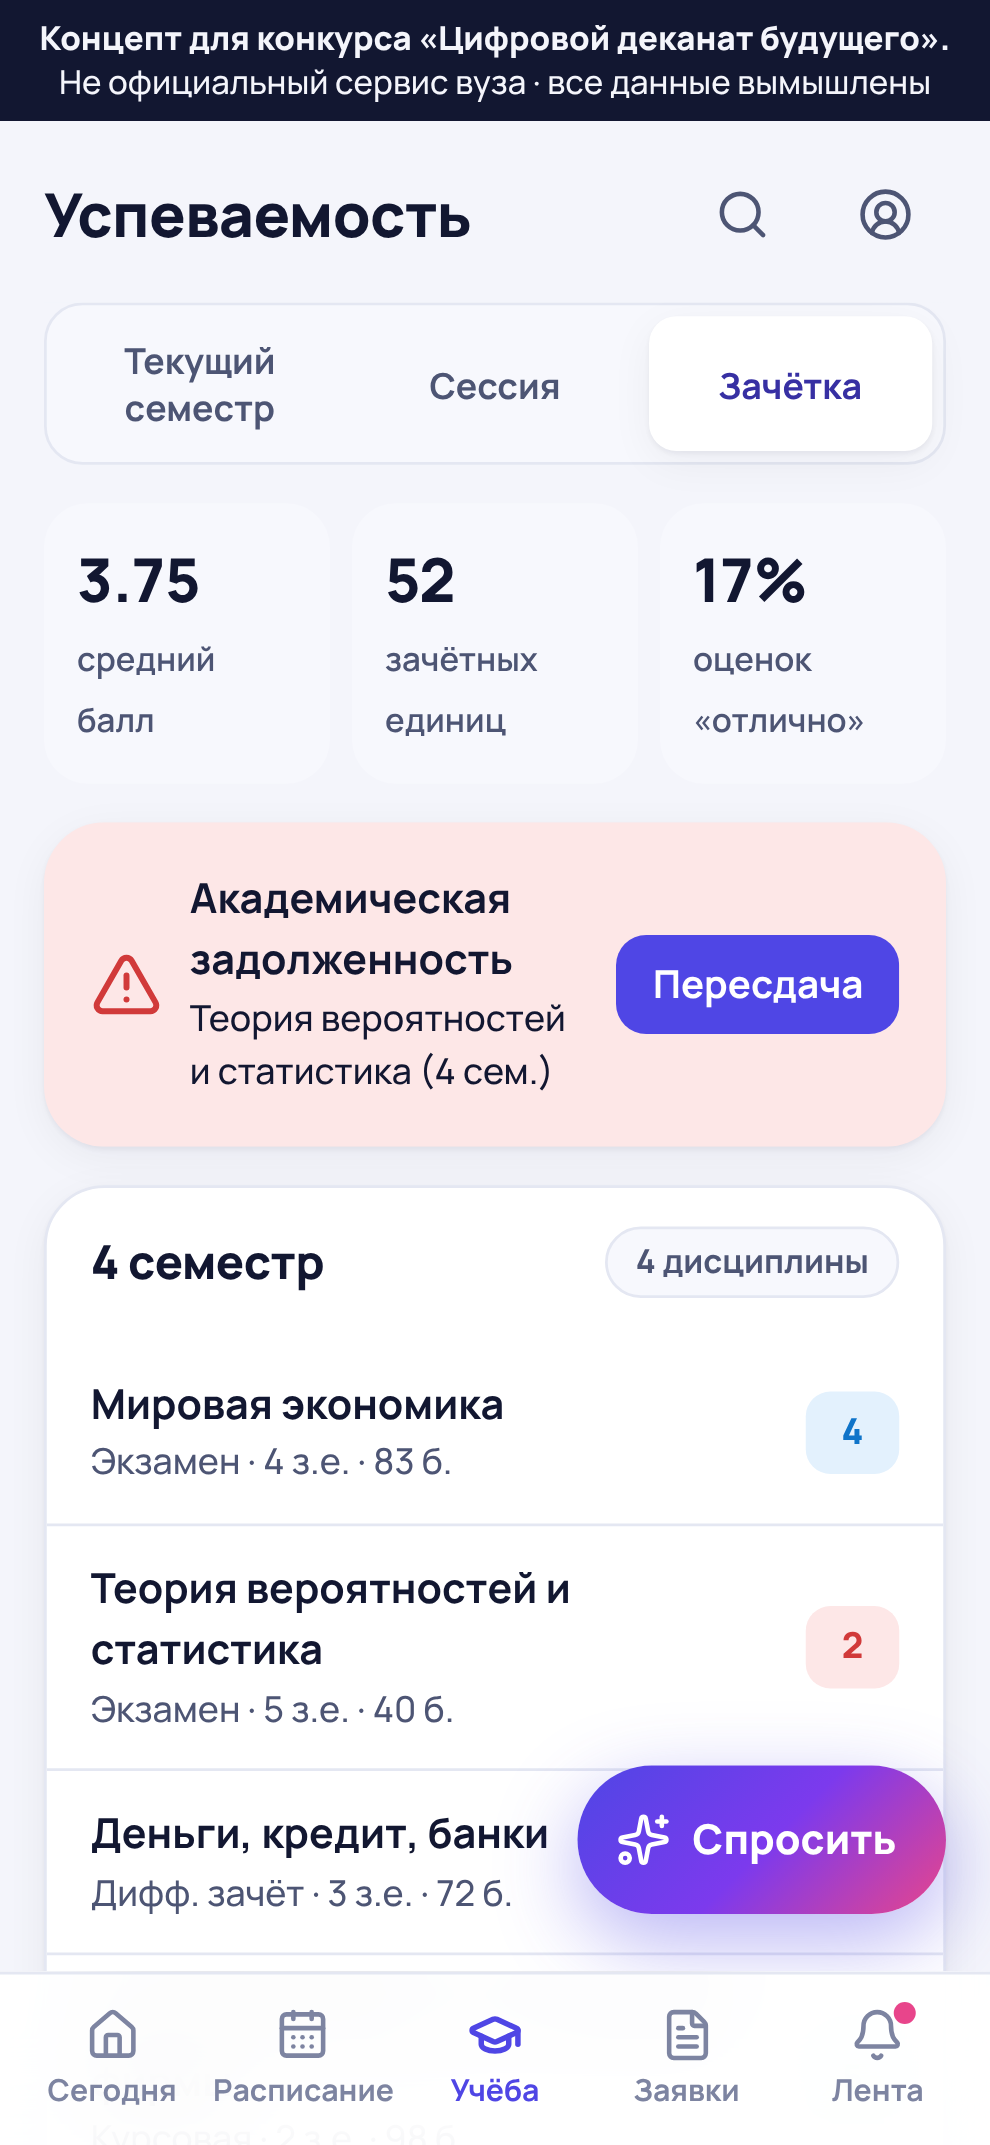 Концепт для конкурса «Цифровой деканат будущего».
Не официальный сервис вуза · все данные вымышлены
Успеваемость
Текущий
семестр
Сессия
Зачётка
3.75
средний
балл
52
зачётных
единиц
17%
оценок
«отлично»
Академическая
задолженность
Теория вероятностей
и статистика (4 сем.)
Пересдача
4 семестр
4 дисциплины
Мировая экономика
Экзамен · 4 з.е. · 83 б.
4
Теория вероятностей и
статистика
Экзамен · 5 з.е. · 40 б.
2
Деньги, кредит, банки
Дифф. зачёт · 3 з.е. · 72 б.
Спросить
Сегодня
Расписание
Учёба
Заявки
Лента
Курсовая · 2 з.е. · 98 б.